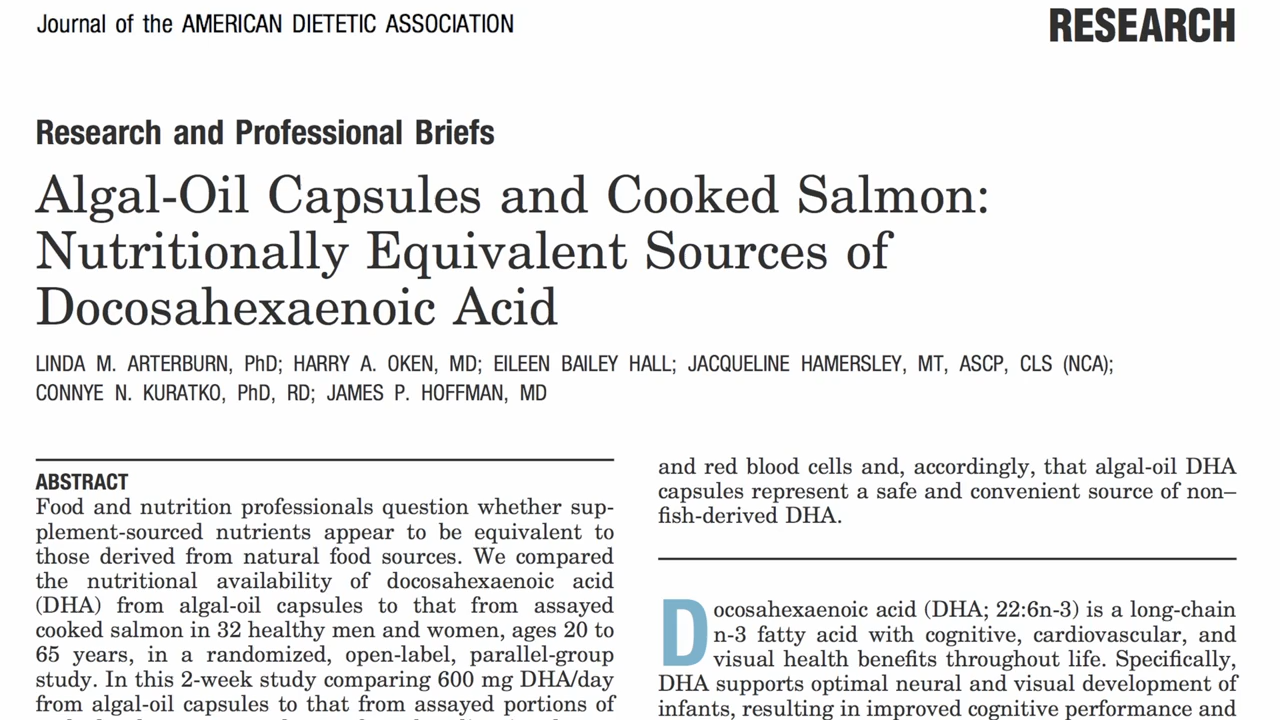 Journal of the AMERICAN DIETETIC ASSOCIATION
RESEARCH
Research and Professional Briefs
Algal-Oil Capsules and Cooked Salmon:
Nutritionally Equivalent Sources of
Docosahexaenoic Acid
LINDA M. ARTERBURN, PhD; HARRY A. OKEN, MD; EILEEN BAILEY HALL; JACQUELINE HAMERSLEY, MT, ASCP, CLS (NCA);
CONNYE N. KURATKO, PhD, RD; JAMES P. HOFFMAN, MD
ABSTRACT
Food and nutrition professionals question whether sup-
plement-sourced nutrients appear to be equivalent to
those derived from natural food sources. We compared
the nutritional availability of docosahexaenoic acid
(DHA) from algal-oil capsules to that from assayed
cooked salmon in 32 healthy men and women, ages 20 to
65 years, in a randomized, open-label, parallel-group
study. In this 2-week study comparing 600 mg DHA/day
from algal-oil capsules to that from assayed portions of
and red blood cells and, accordingly, that algal-oil DHA
capsules represent a safe and convenient source of non–
fish-derived DHA.
Docosahexaenoic acid (DHA; 22:6n-3) is a long-chain
n-3 fatty acid with cognitive, cardiovascular, and
visual health benefits throughout life. Specifically,
DHA supports optimal neural and visual development of
infants, resulting in improved cognitive performance and